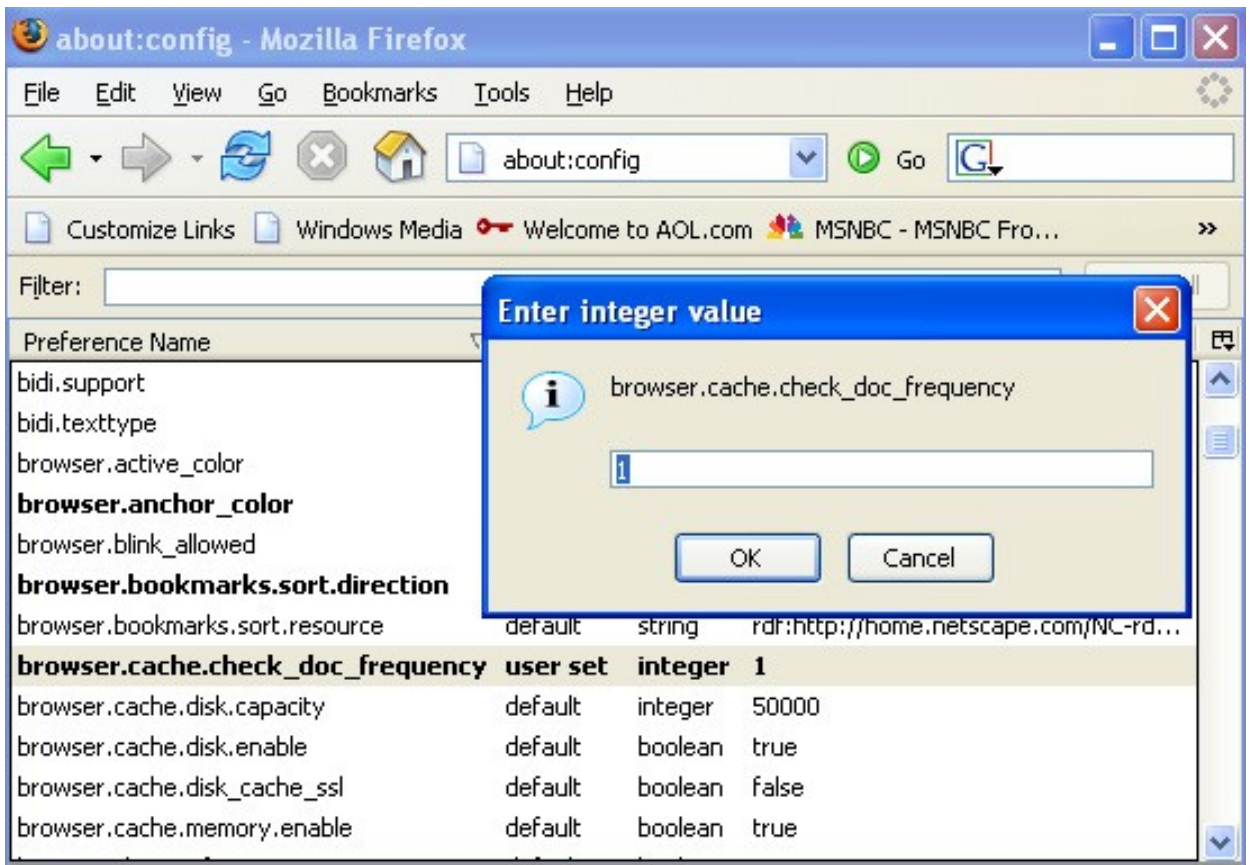 about:config - Mozilla Firefox
File Edit View Go Bookmarks Tools Help
about:config Go G
Customize Links Windows Media Welcome to AOL.com MSNBC - MSNBC Fro... »
Filter:
Enter integer value
Preference Name
browser.cache.check_doc_frequency
1
OK Cancel
bidi.support
bidi.texttype
browser.active_color
browser.anchor_color
browser.blink_allowed
browser.bookmarks.sort.direction
browser.bookmarks.sort.resource default string rdf:http://home.netscape.com/NC-rd...
browser.cache.check_doc_frequency user set integer 1
browser.cache.disk.capacity default integer 50000
browser.cache.disk.enable default boolean true
browser.cache.disk_cache_ssl default boolean false
browser.cache.memory.enable default boolean true